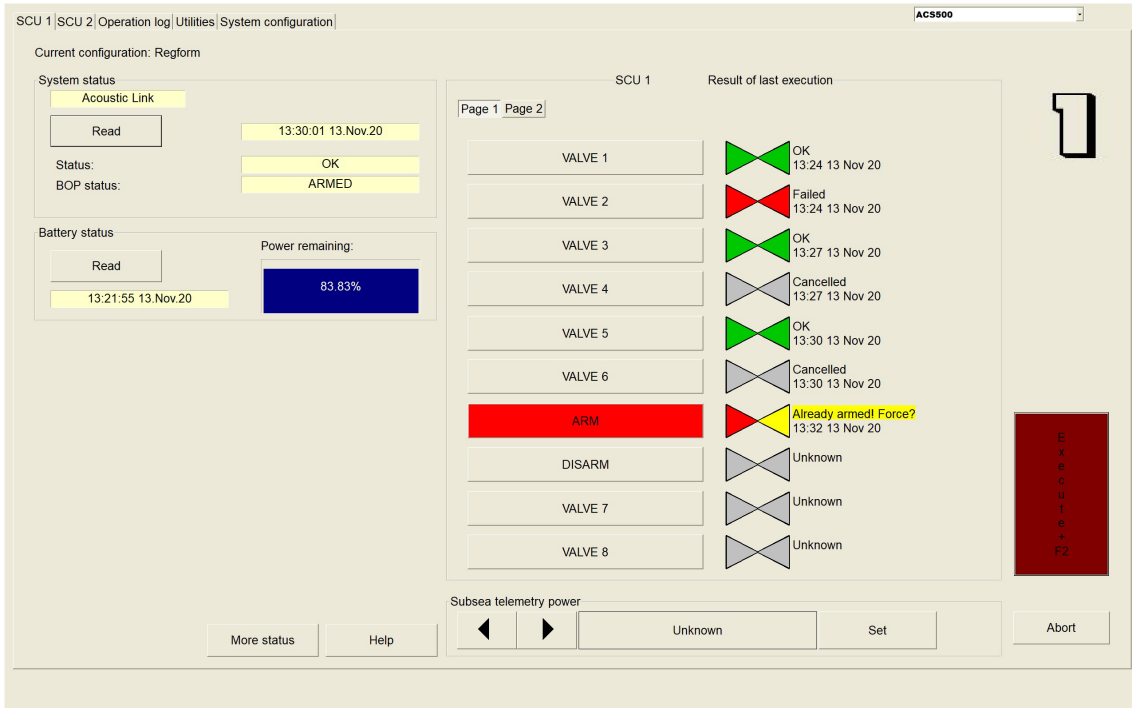 ACS500
SCU 1 SCU 2 Operation log Utilities System configuration
Current configuration: Regform
System status
Acoustic Link
Read
13:30:01 13.Nov.20
Status:
OK
BOP status:
ARMED
Battery status
Read
Power remaining:
83.83%
13:21:55 13.Nov.20
SCU 1
Result of last execution
Page 1 Page 2
VALVE 1
OK
13:24 13 Nov 20
VALVE 2
Failed
13:24 13 Nov 20
VALVE 3
OK
13:27 13 Nov 20
VALVE 4
Cancelled
13:27 13 Nov 20
VALVE 5
OK
13:30 13 Nov 20
VALVE 6
Cancelled
13:30 13 Nov 20
ARM
Already armed! Force?
13:32 13 Nov 20
DISARM
Unknown
VALVE 7
Unknown
VALVE 8
Unknown
1
E
x
e
c
u
t
e
+
F2
Subsea telemetry power
Unknown
Set
Abort
More status
Help